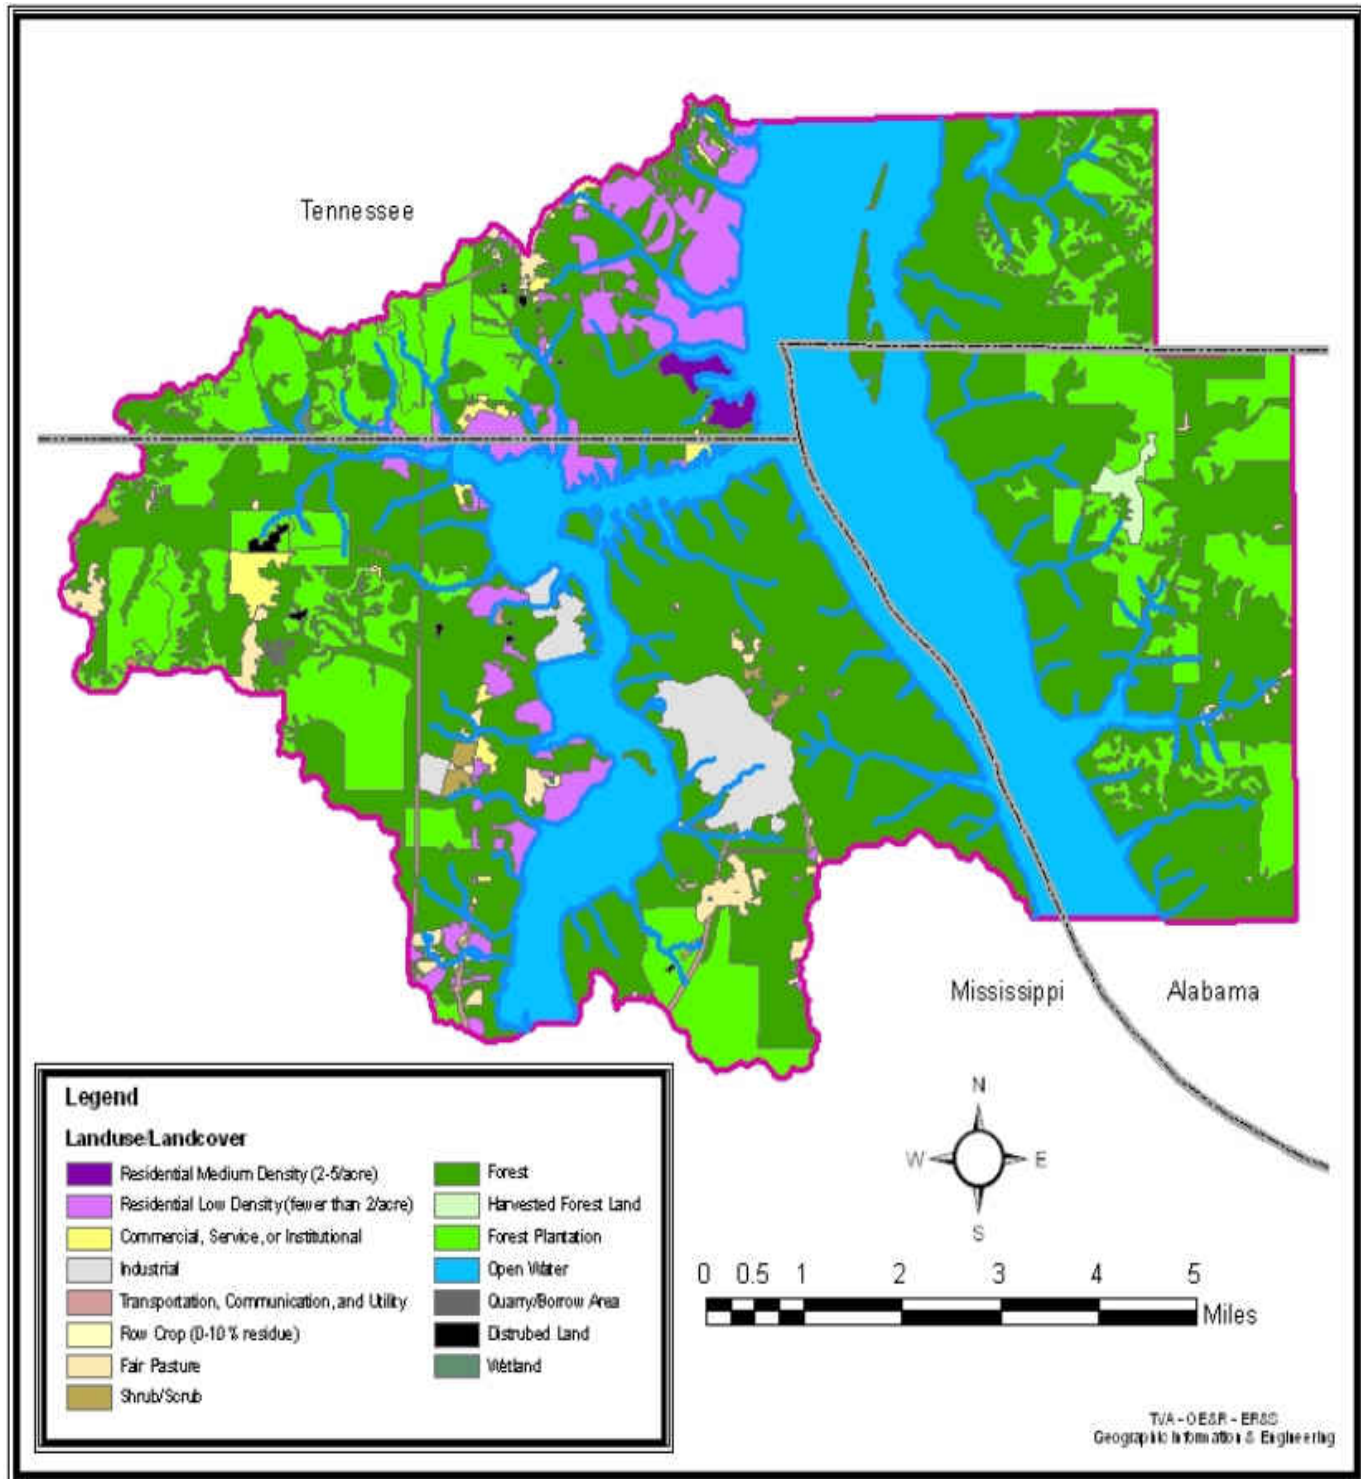 Tennessee
Mississippi
Alabama
Legend
Landuse/Landcover
Residential Medium Density (2-5/acre)
Residential Low Density (fewer than 2/acre)
Commercial, Service, or Institutional
Industrial
Transportation, Communication, and Utility
Row Crop (0-10 % residue)
Fair Pasture
Shrub/Scrub
Forest
Harvested Forest Land
Forest Plantation
Open Water
Quarry/Borrow Area
Distrubed Land
Wetland
N
W E
S
0 0.5 1 2 3 4 5
Miles
TVA - OE&R - ER&S
Geographic Information & Engineering